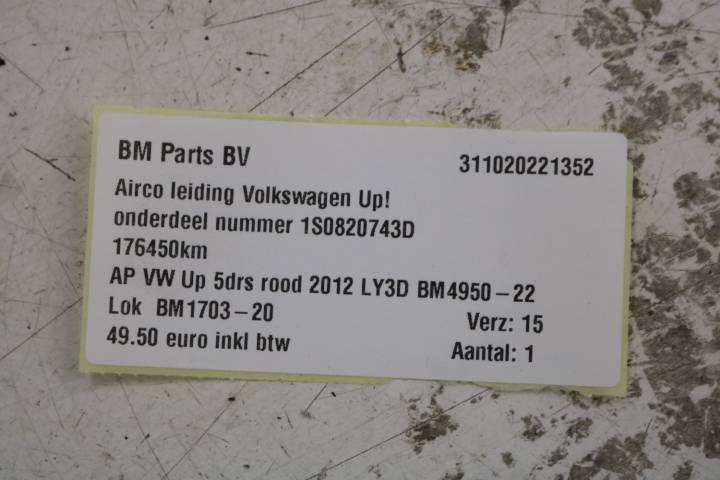 BM Parts BV 311020221352
Airco leiding Volkswagen Up!
onderdeel nummer 1S0820743D
176450km
AP VW Up 5drs rood 2012 LY3D BM4950-22
Lok BM1703-20 Verz: 15
49.50 euro inkl btw Aantal: 1